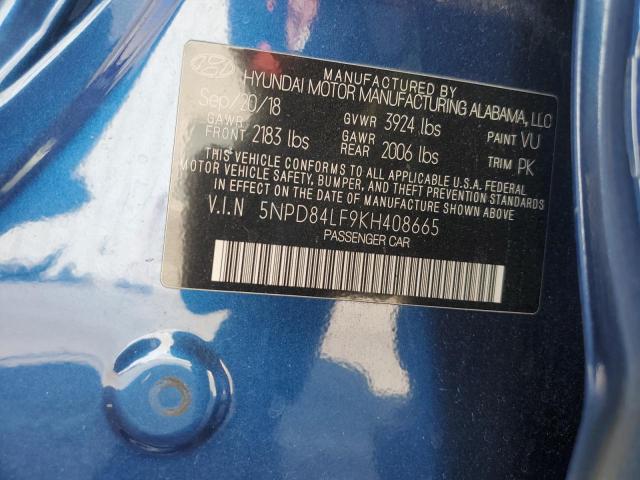 MANUFACTURED BY
HYUNDAI MOTOR MANUFACTURING ALABAMA, LLC
Sep/20/18 GVWR 3924 lbs PAINT VU
GAWR FRONT 2183 lbs GAWR REAR 2006 lbs TRIM PK
THIS VEHICLE CONFORMS TO ALL APPLICABLE U.S.A. FEDERAL
MOTOR VEHICLE SAFETY, BUMPER, AND THEFT PREVENTION STANDARDS
IN EFFECT ON THE DATE OF MANUFACTURE SHOWN ABOVE.
V.I.N 5NPD84LF9KH408665
PASSENGER CAR